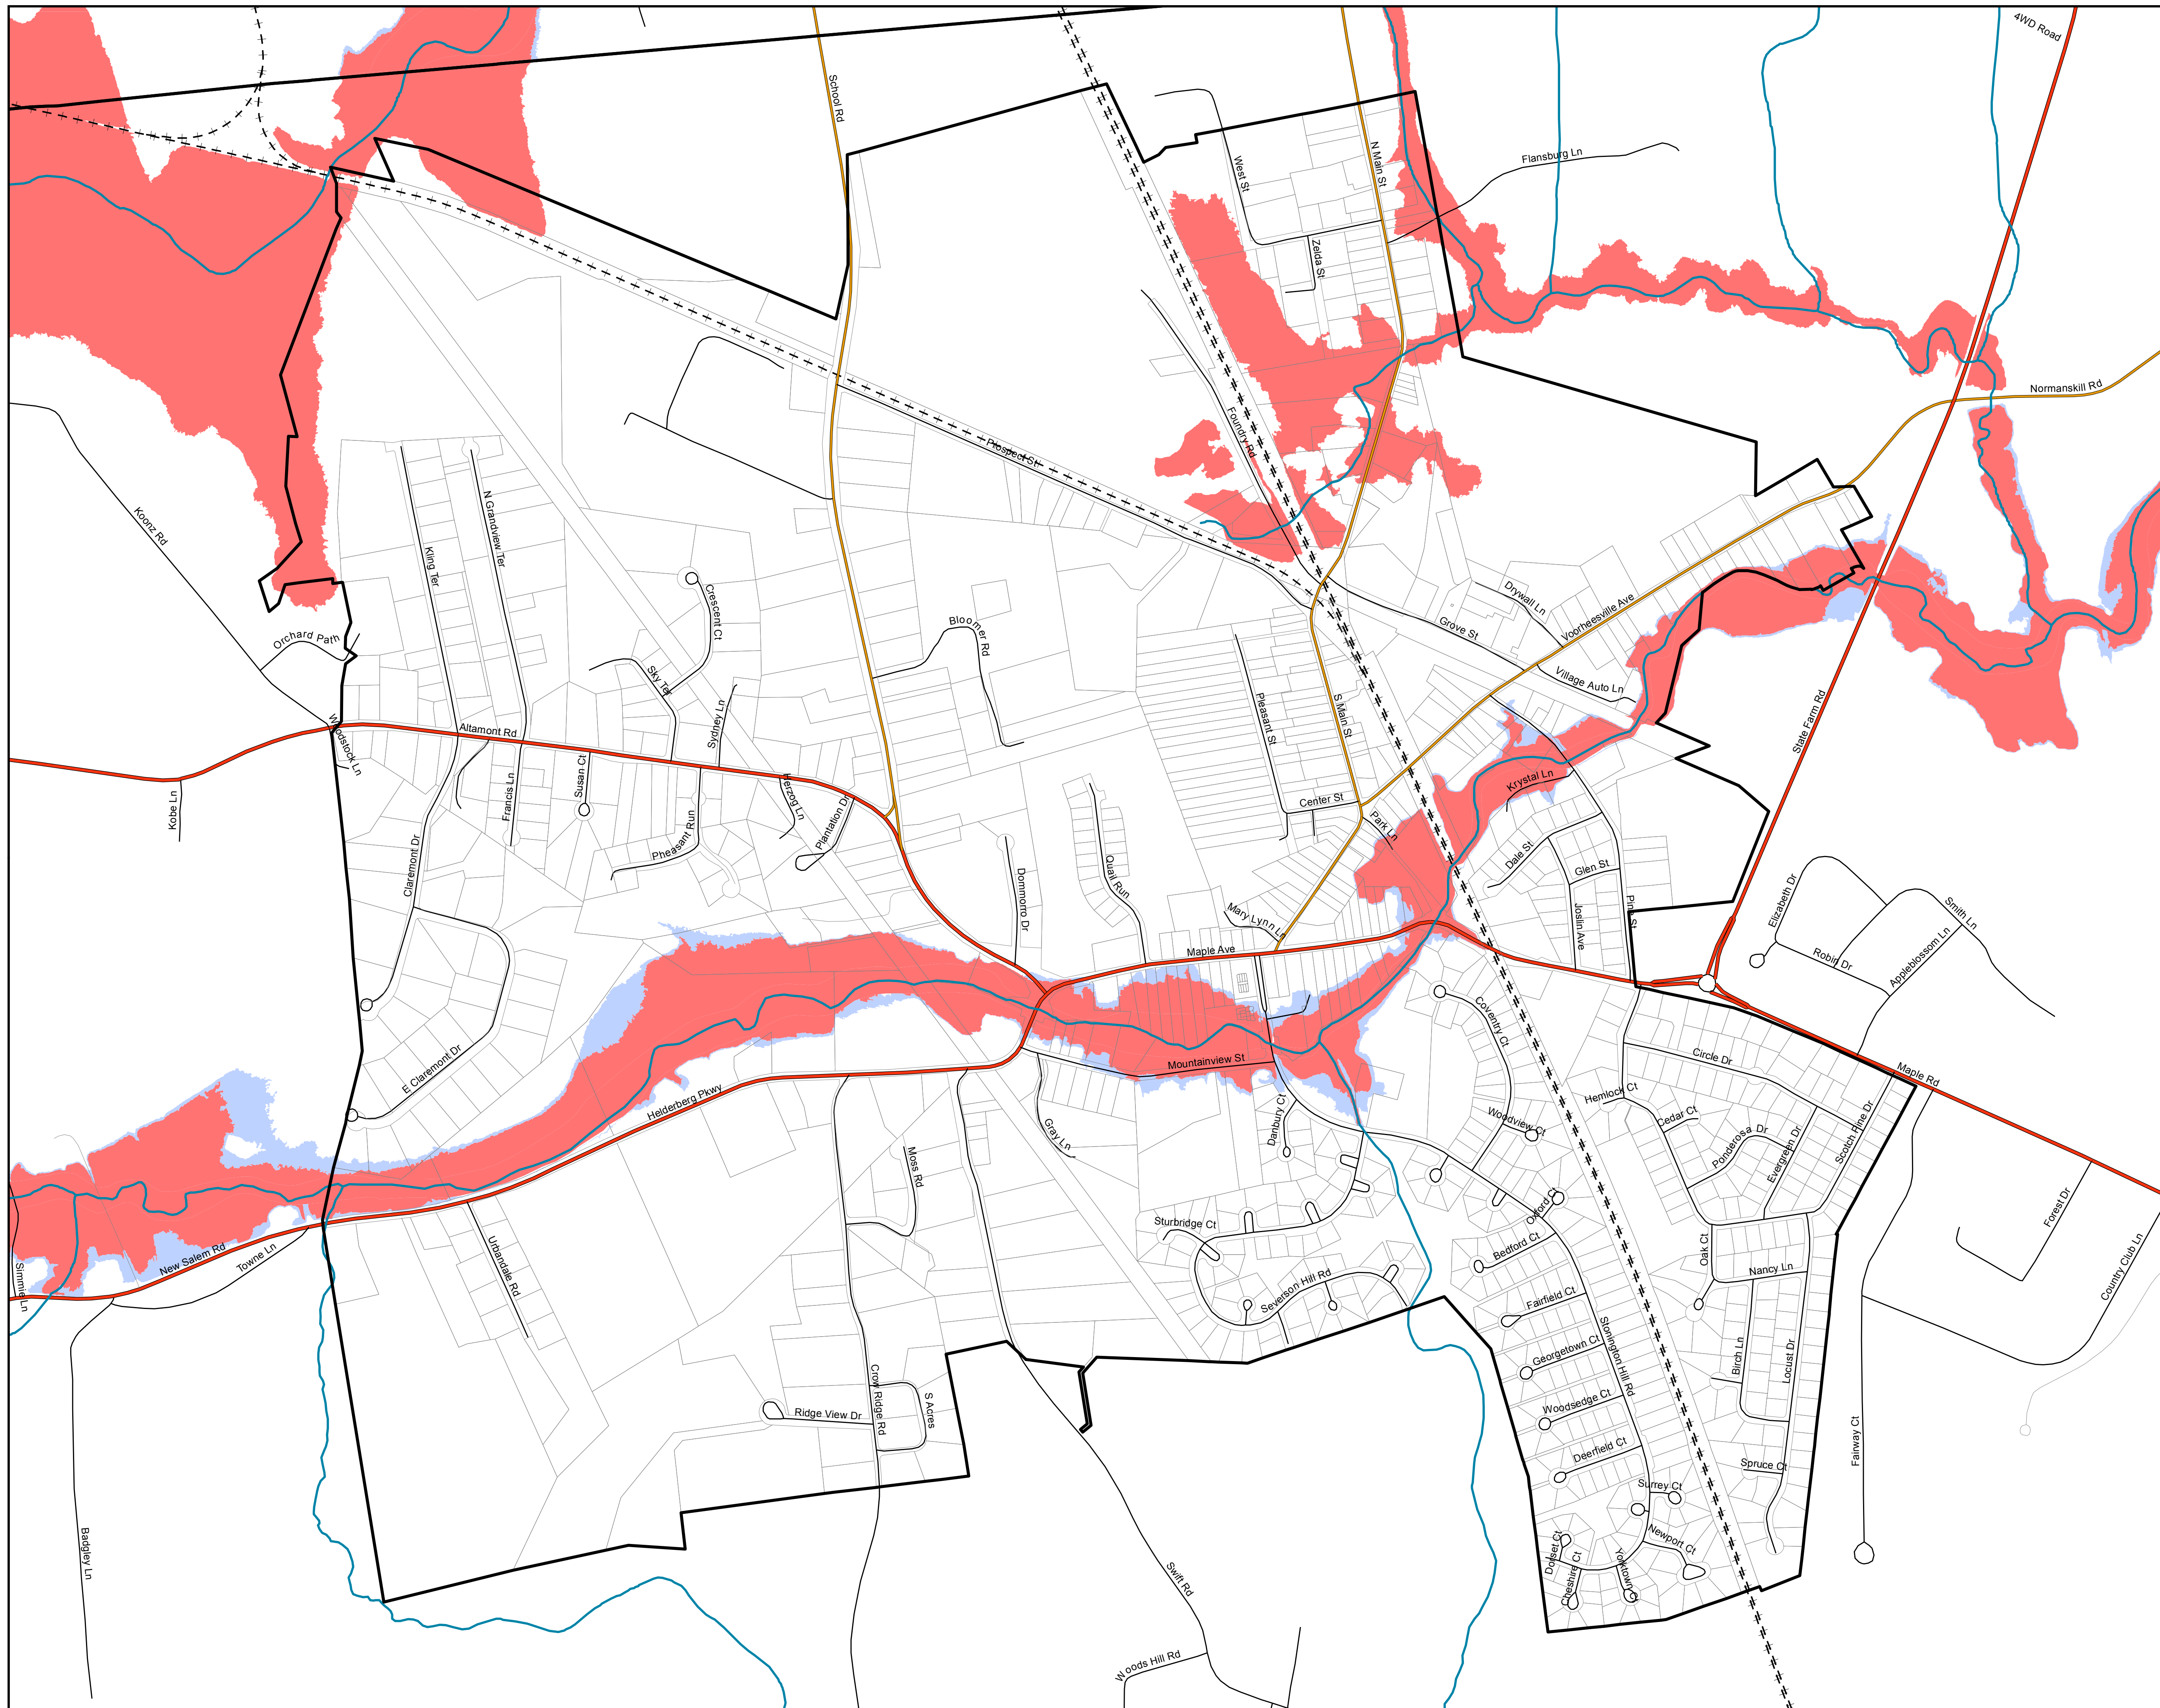 4WD Road
School Rd
West St
N Main St
Flansburg Ln
Zelda St
Normanskill Rd
Foundry Rd
Prospect St
Koonz Rd
Kling Ter
N Grandview Ter
Crescent Ct
Drywall Ln
Voorheesville Ave
Grove St
Bloomer Rd
Orchard Path
Sky Ter
Village Auto Ln
Sydney Ln
Pleasant St
S Main St
State Farm Rd
Woodstock Ln
Altamont Rd
Kobe Ln
Francis Ln
Susan Ct
Herzog Ln
Plantation Dr
Krystal Ln
Center St
Park Ln
Pheasant Run
Claremont Dr
Dale St
Glen St
Quail Run
Dommorro Dr
Mary Lynn Ln
Joslin Ave
Pine St
Elizabeth Dr
Smith Ln
Maple Ave
Robin Dr
Appleblossom Ln
Coventry Ct
E Claremont Dr
Mountainview St
Circle Dr
Maple Rd
Helderberg Pkwy
Hemlock Ct
Cedar Ct
Gray Ln
Danbury Ct
Woodview Ct
Ponderosa Dr
Evergreen Dr
Scotch Pine Dr
Moss Rd
Forest Dr
Sturbridge Ct
Oxford Ct
Bedford Ct
Oak Ct
New Salem Rd
Towne Ln
Simmie Ln
Urbandale Rd
Severson Hill Rd
Nancy Ln
Country Club Ln
Fairfield Ct
Georgetown Ct
Stonington Hill Rd
Birch Ln
Locust Dr
Crow Ridge Rd
S Acres
Ridge View Dr
Woodsedge Ct
Fairway Ct
Deerfield Ct
Spruce Ct
Surrey Ct
Badgley Ln
Newport Ct
Dorset Ct
Cheshire Ct
Yorktown Ct
Swift Rd
Woods Hill Rd